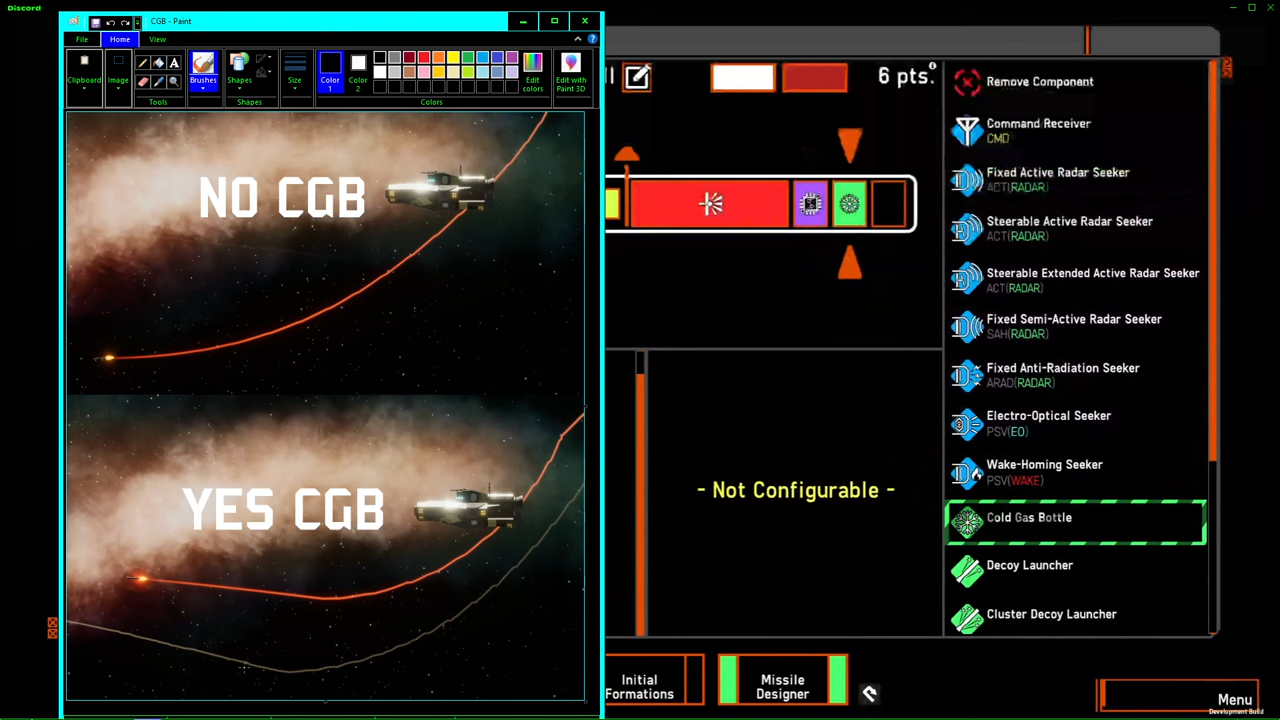 Discord
CGB - Paint
File
Home
View
Clipboard
Image
Tools
Brushes
Shapes
Shapes
Size
Color 1
Color 2
Edit colors
Edit with Paint 3D
Colors
NO CGB
YES CGB
6 pts.
Remove Component
Command Receiver
CMD
Fixed Active Radar Seeker
ACT(RADAR)
Steerable Active Radar Seeker
ACT(RADAR)
Steerable Extended Active Radar Seeker
ACT(RADAR)
Fixed Semi-Active Radar Seeker
SAH(RADAR)
Fixed Anti-Radiation Seeker
ARAD(RADAR)
Electro-Optical Seeker
PSV(EO)
Wake-Homing Seeker
PSV(WAKE)
Cold Gas Bottle
Decoy Launcher
Cluster Decoy Launcher
- Not Configurable -
Initial
Formations
Missile
Designer
Menu
Development Build